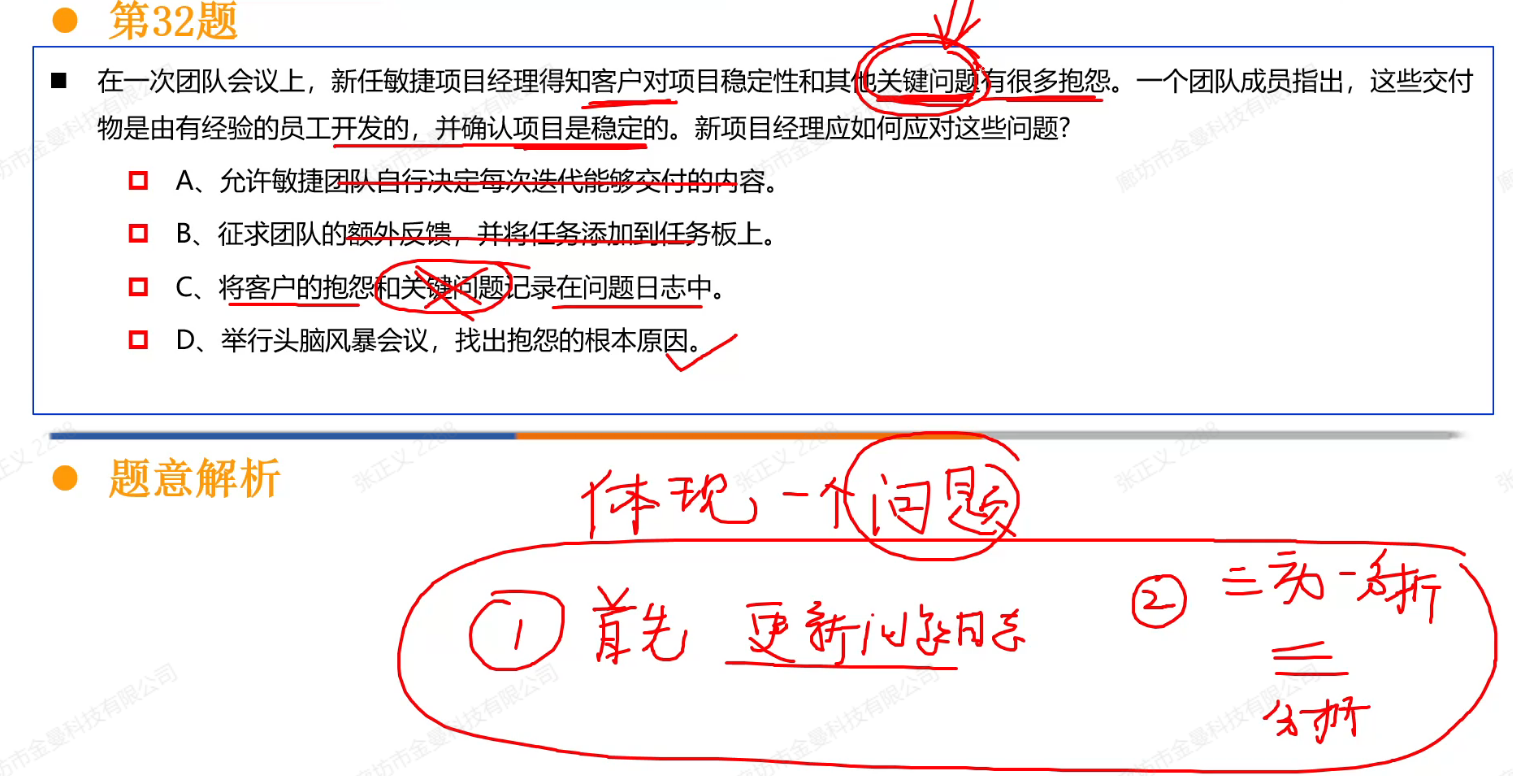 第32题
在一次团队会议上，新任敏捷项目经理得知客户对项目稳定性和其他关键问题有很多抱怨。一个团队成员指出，这些交付
物是由有经验的员工开发的，并确认项目是稳定的。新项目经理应如何应对这些问题？
A、允许敏捷团队自行决定每次迭代能够交付的内容。
B、征求团队的额外反馈，并将任务添加到任务板上。
C、将客户的抱怨和关键问题记录在问题日志中。
D、举行头脑风暴会议，找出抱怨的根本原因。
题意解析
体现一个问题
① 首先 更新问题日志
② 三方一分析
分析
廊坊市金曼科技有限公司
张正义 2208